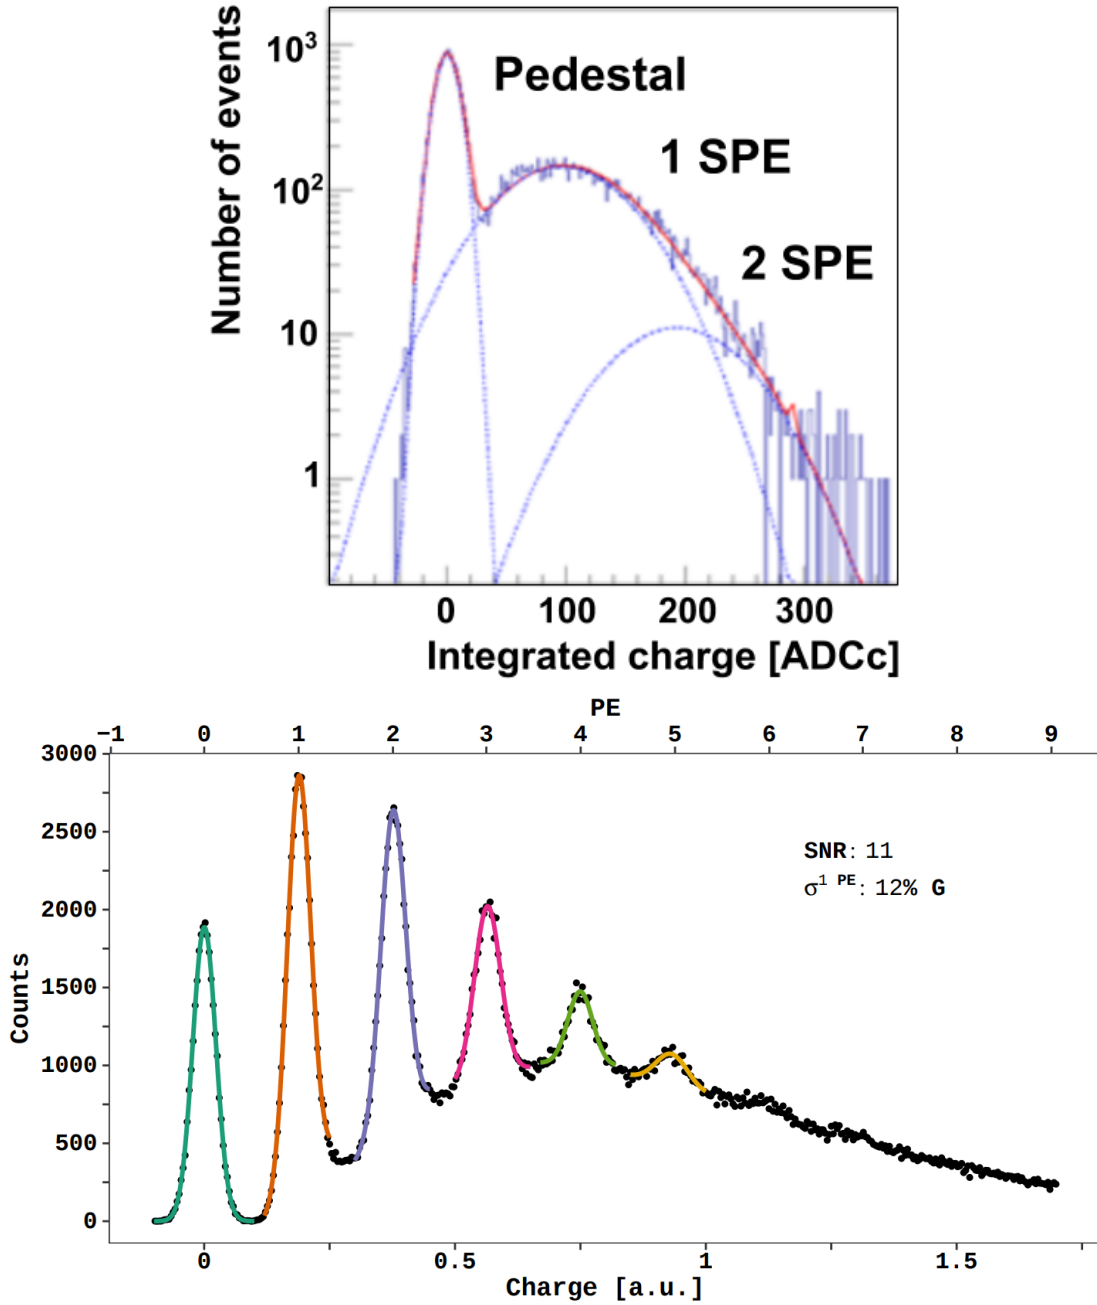 Number of events
10³
10²
10
1
Pedestal
1 SPE
2 SPE
0 100 200 300
Integrated charge [ADCc]
PE
−1 0 1 2 3 4 5 6 7 8 9
Counts
3000
2500
2000
1500
1000
500
0
SNR: 11
σ¹ ᴾᴱ: 12% G
0 0.5 1 1.5
Charge [a.u.]